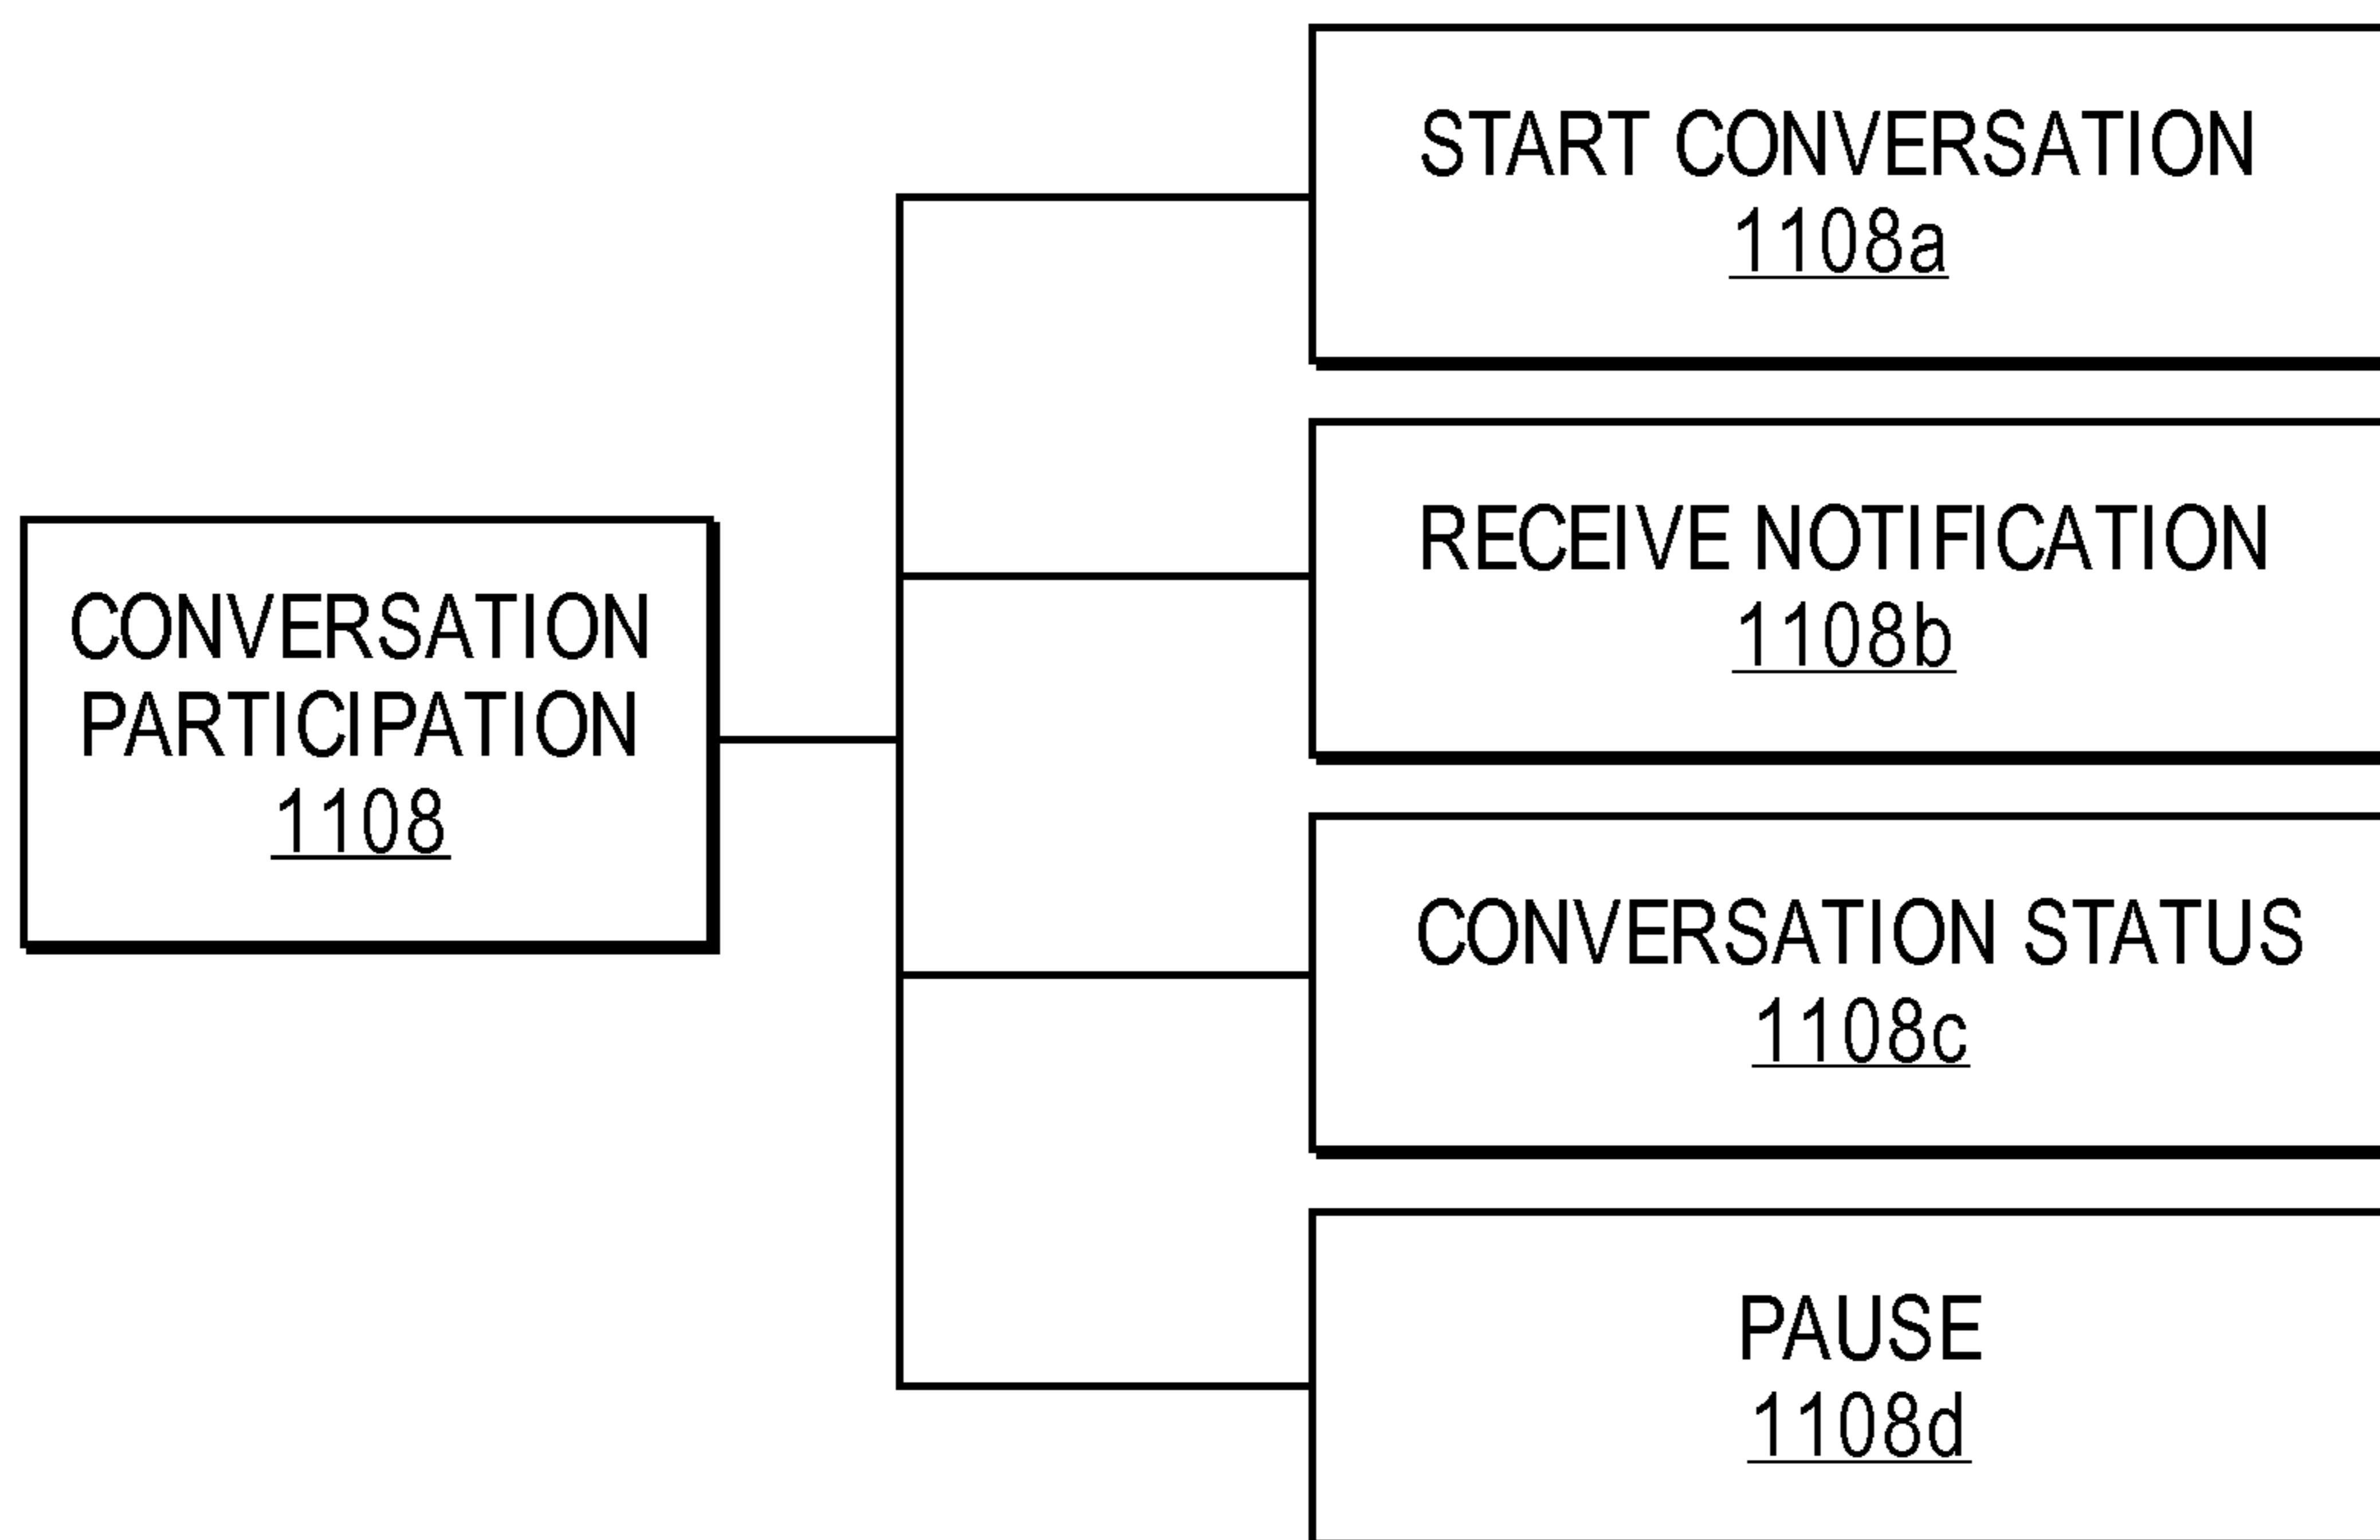 START CONVERSATION
1108a
RECEIVE NOTIFICATION
1108b
CONVERSATION
PARTICIPATION
1108
CONVERSATION STATUS
1108c
PAUSE
1108d